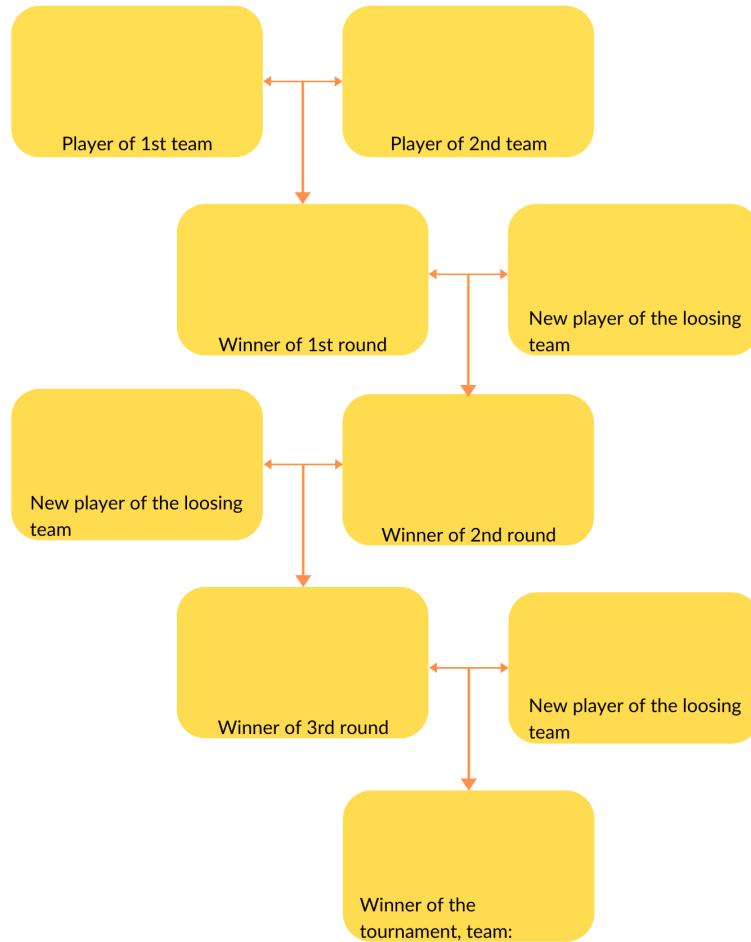 Player of 1st team
Player of 2nd team
Winner of 1st round
New player of the loosing
team
New player of the loosing
team
Winner of 2nd round
Winner of 3rd round
New player of the loosing
team
Winner of the
tournament, team: